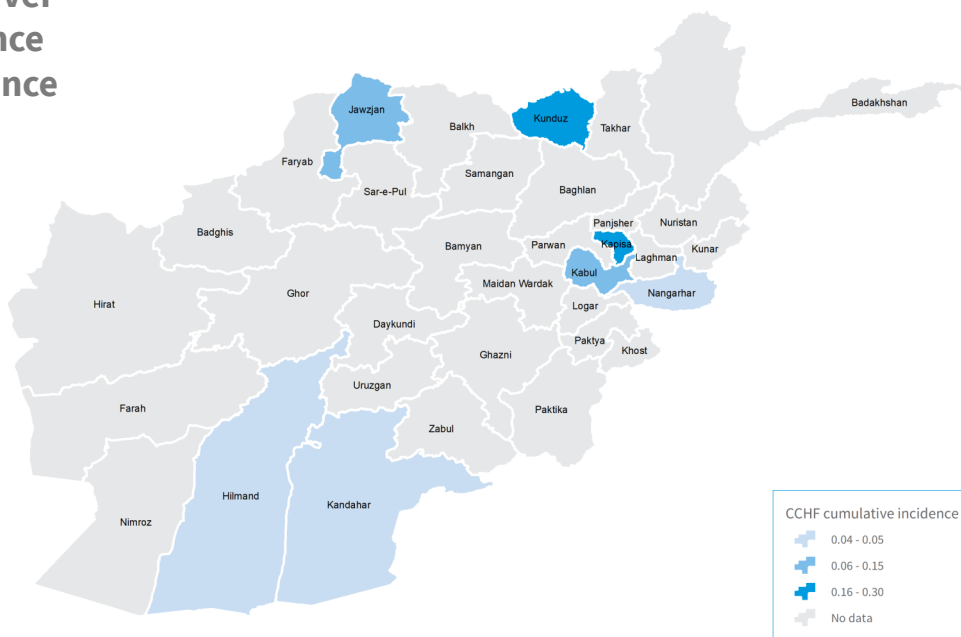 ver
nce
nce
Badakhshan
Jawzjan
Kunduz
Balkh
Takhar
Faryab
Samangan
Sar-e-Pul
Baghlan
Panjsher
Nuristan
Badghis
Bamyan
Parwan
Kapisa
Kunar
Laghman
Kabul
Maidan Wardak
Nangarhar
Hirat
Ghor
Logar
Daykundi
Paktya
Khost
Ghazni
Uruzgan
Farah
Paktika
Zabul
Hilmand
Kandahar
Nimroz
CCHF cumulative incidence
0.04 - 0.05
0.06 - 0.15
0.16 - 0.30
No data